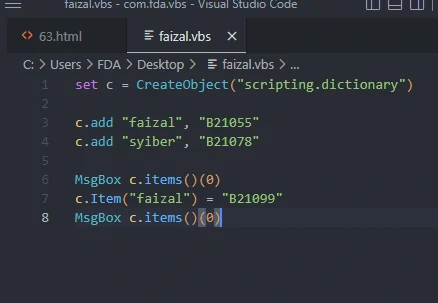 faizal.vbs - com.fda.vbs - Visual Studio Code
63.html
faizal.vbs
C: > Users > FDA > Desktop > faizal.vbs > ...
1 set c = CreateObject("scripting.dictionary")
2
3 c.add "faizal", "B21055"
4 c.add "syiber", "B21078"
5
6 MsgBox c.items()(0)
7 c.Item("faizal") = "B21099"
8 MsgBox c.items()(0)